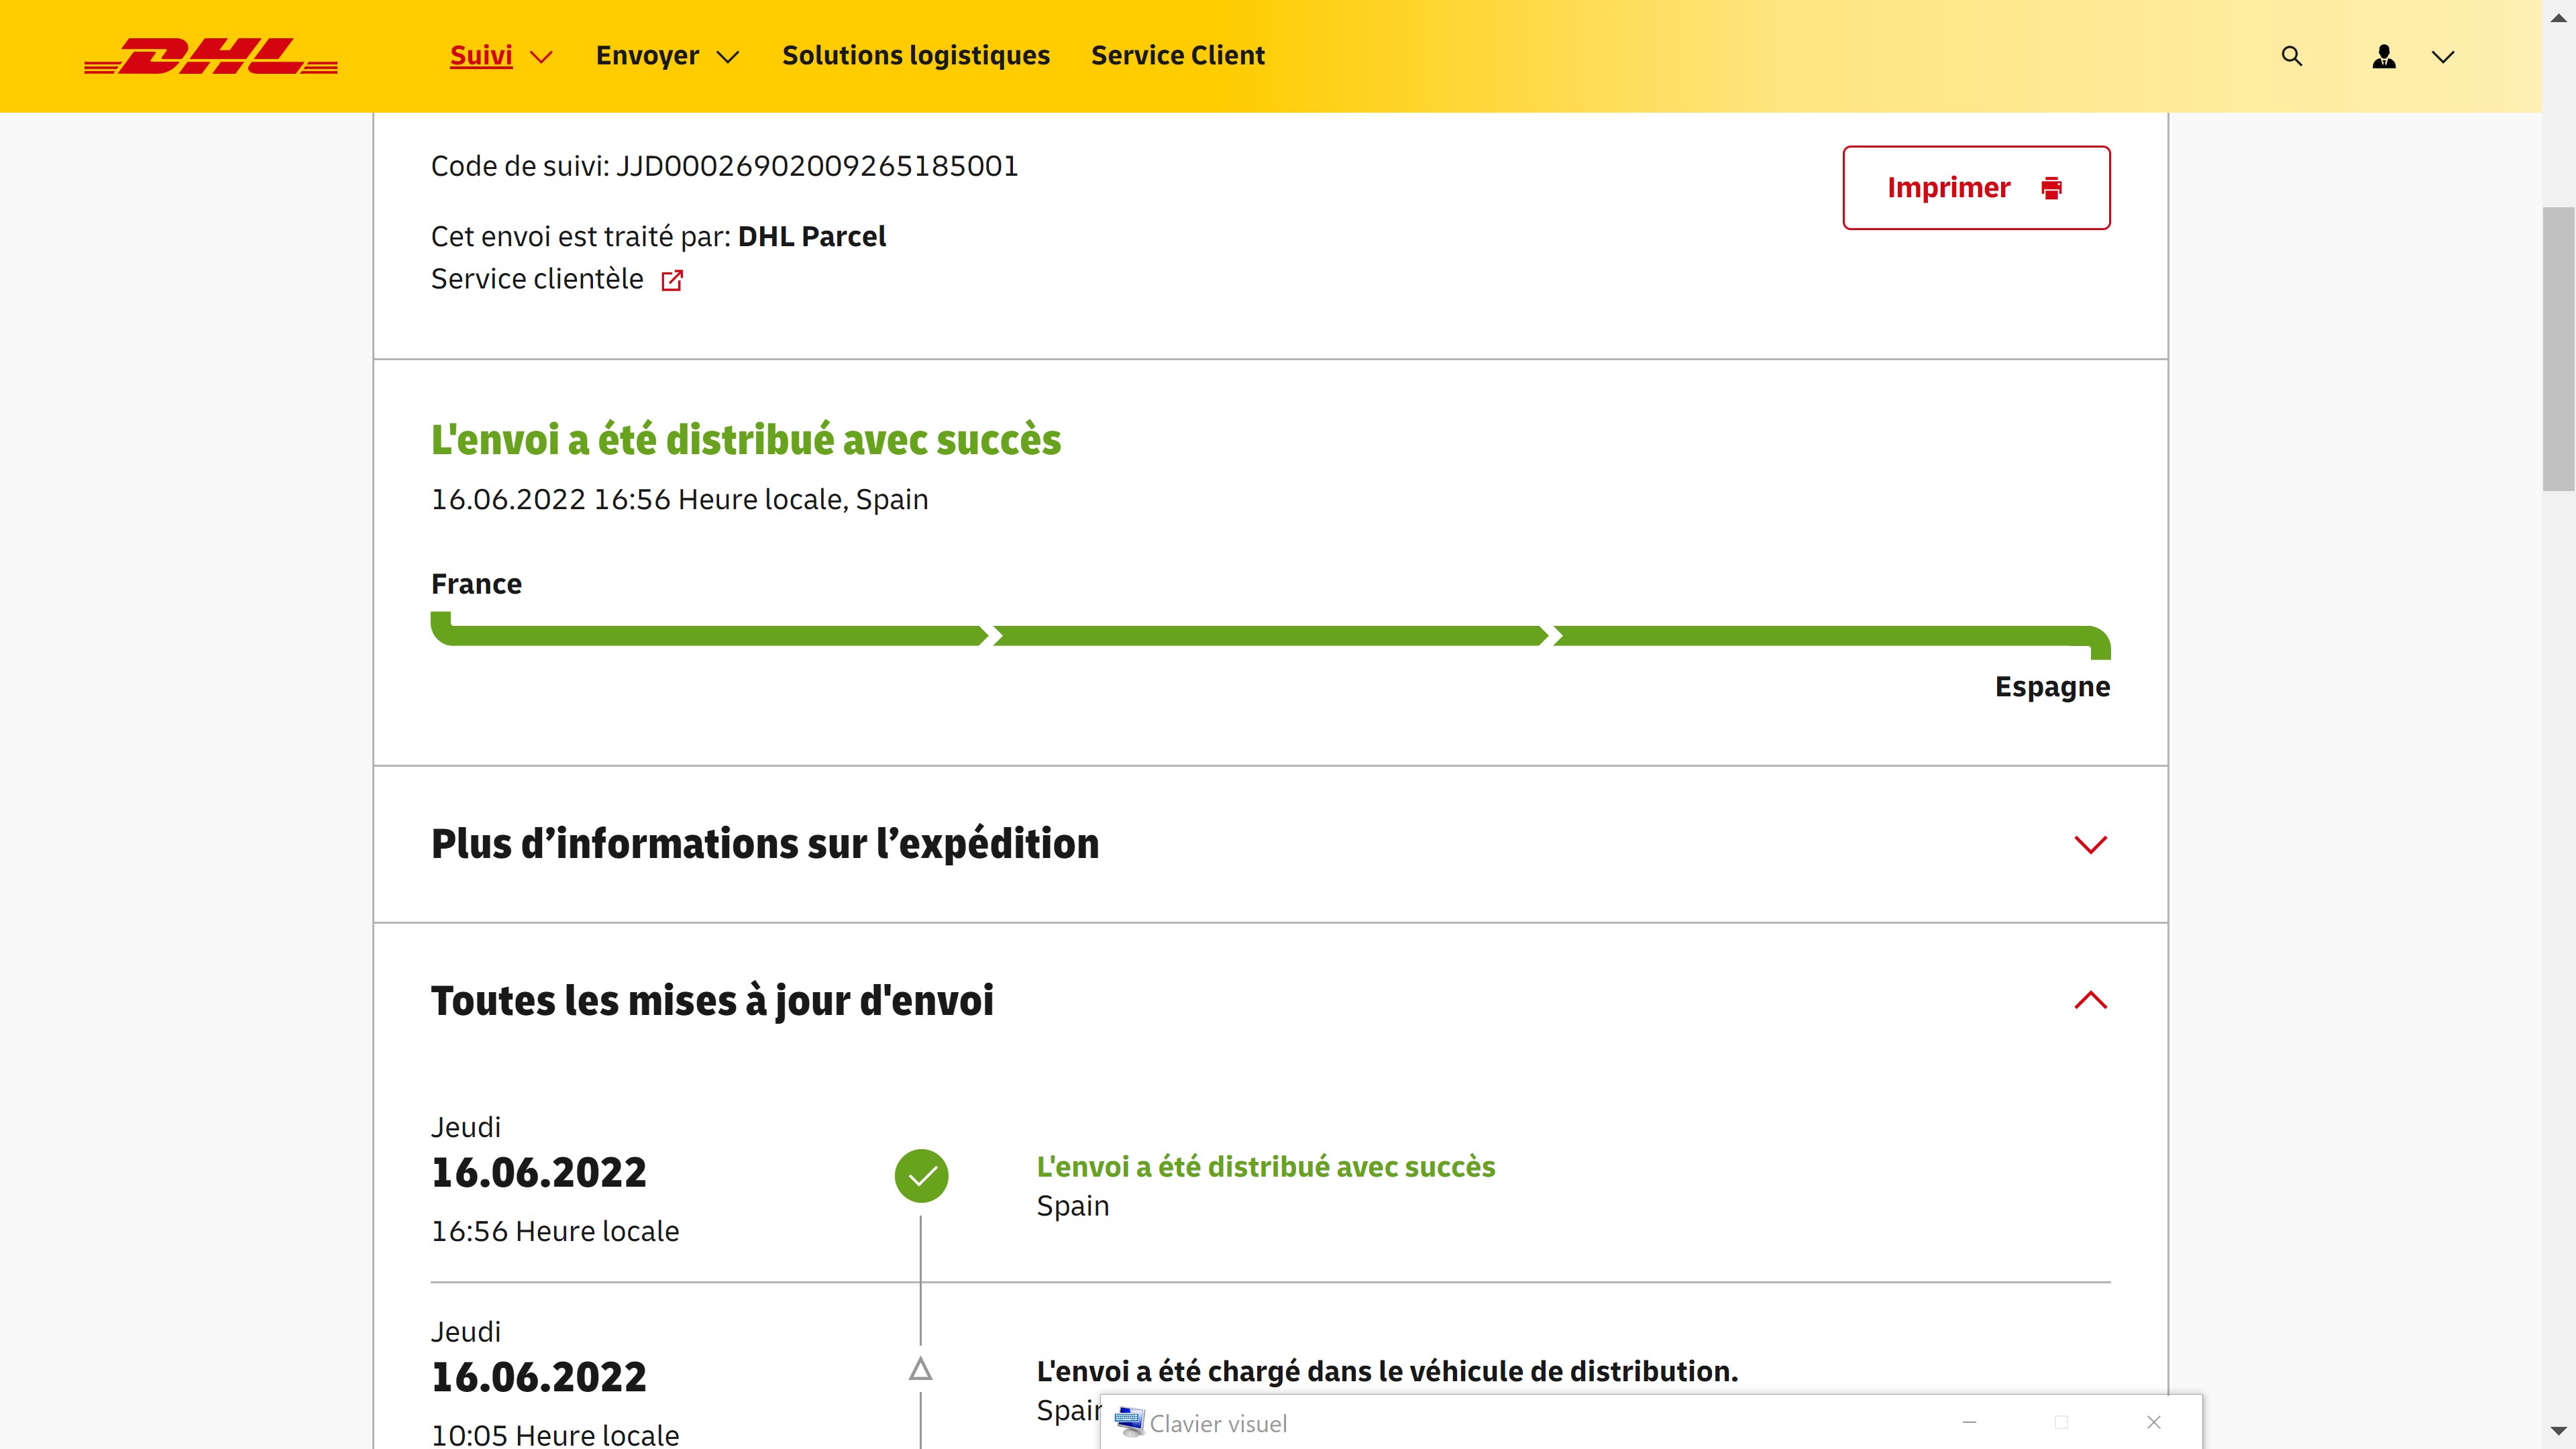 DHL
Suivi
Envoyer
Solutions logistiques
Service Client
Code de suivi: JJD00026902009265185001
Imprimer
Cet envoi est traité par: DHL Parcel
Service clientèle
L'envoi a été distribué avec succès
16.06.2022 16:56 Heure locale, Spain
France
Espagne
Plus d’informations sur l’expédition
Toutes les mises à jour d'envoi
Jeudi
16.06.2022
16:56 Heure locale
L'envoi a été distribué avec succès
Spain
Jeudi
16.06.2022
10:05 Heure locale
L'envoi a été chargé dans le véhicule de distribution.
Clavier visuel